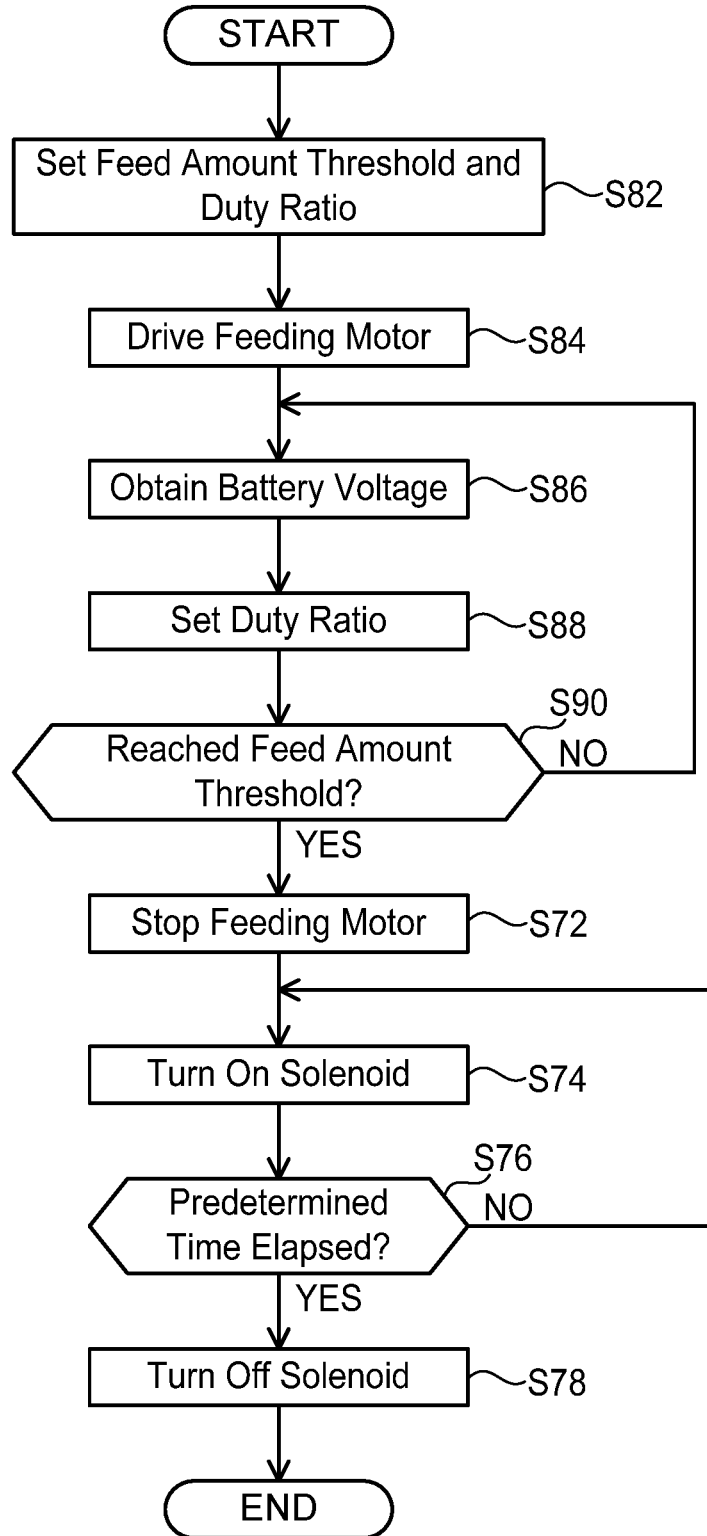 START
Set Feed Amount Threshold and
Duty Ratio
S82
Drive Feeding Motor
S84
Obtain Battery Voltage
S86
Set Duty Ratio
S88
S90
Reached Feed Amount
Threshold?
NO
YES
Stop Feeding Motor
S72
Turn On Solenoid
S74
S76
Predetermined
Time Elapsed?
NO
YES
Turn Off Solenoid
S78
END